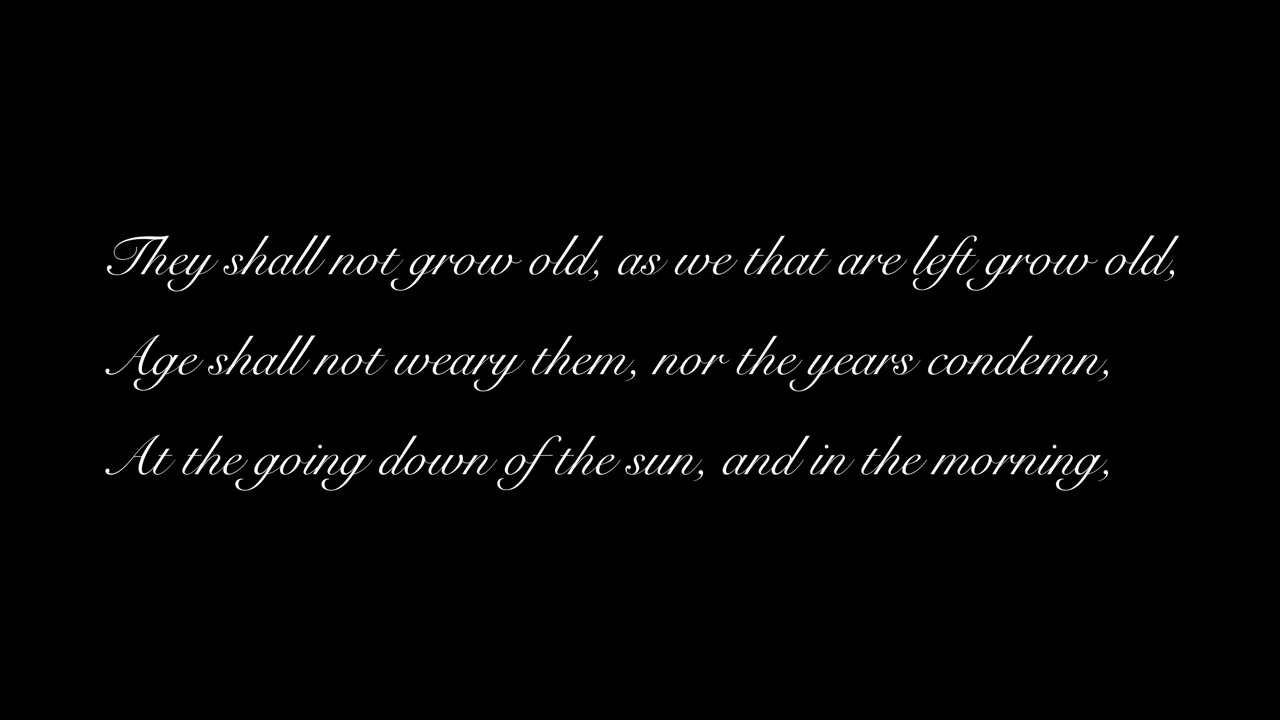 They shall not grow old, as we that are left grow old,
Age shall not weary them, nor the years condemn,
At the going down of the sun, and in the morning,